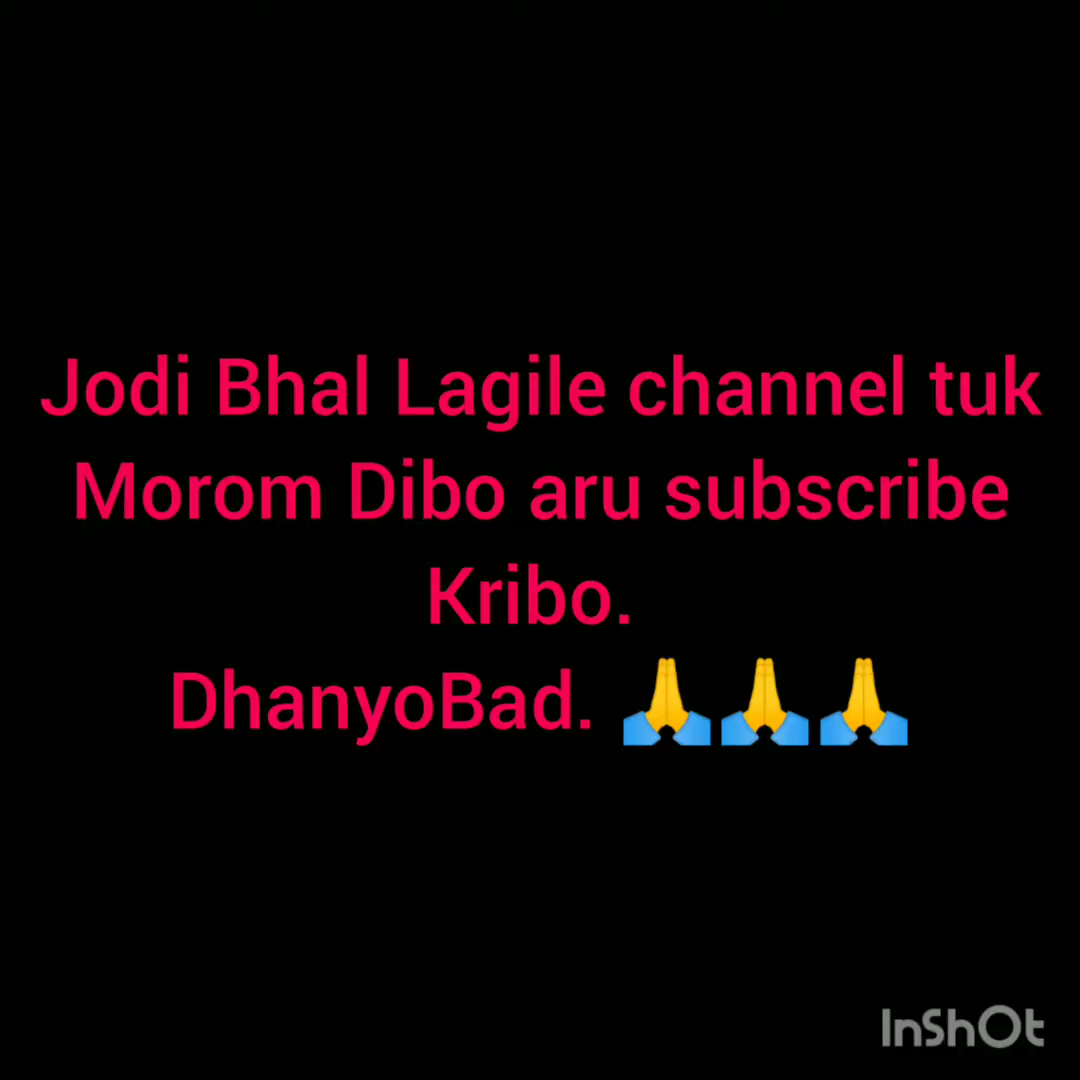 Jodi Bhal Lagile channel tuk
Morom Dibo aru subscribe
Kribo.
DhanyoBad. 🙏🙏🙏
InShOt